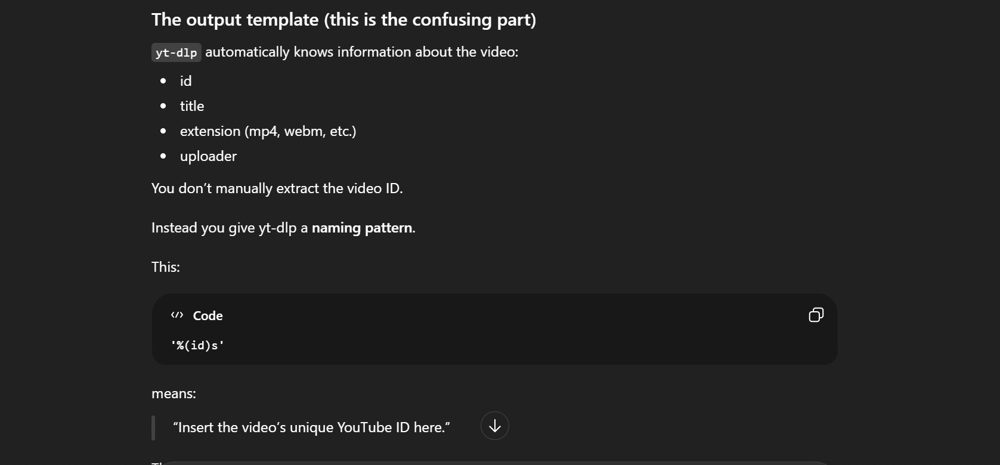 The output template (this is the confusing part)
yt-dlp automatically knows information about the video:
• id
• title
• extension (mp4, webm, etc.)
• uploader
You don’t manually extract the video ID.
Instead you give yt-dlp a naming pattern.
This:
</> Code
'%(id)s'
means:
“Insert the video’s unique YouTube ID here.”